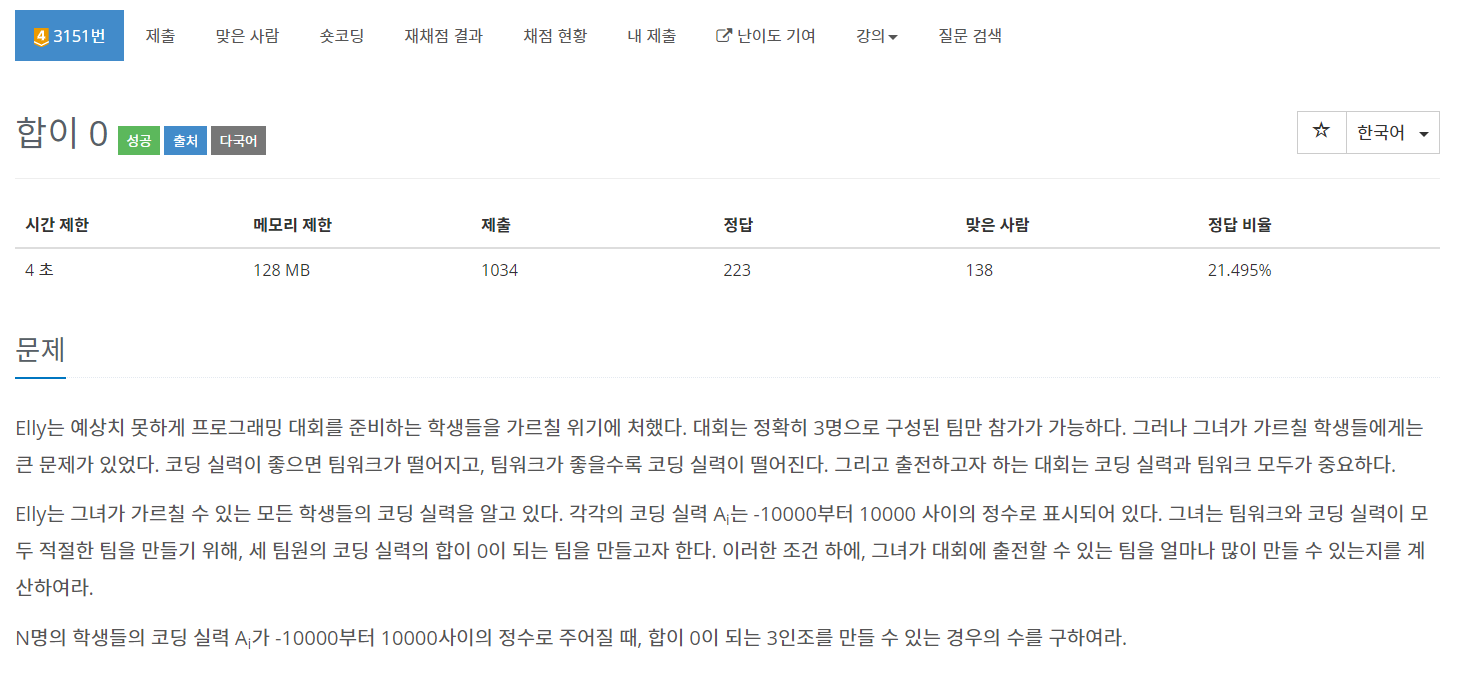 4 3151번 제출 맞은 사람 숏코딩 재채점 결과 채점 현황 내 제출 난이도 기여 강의 질문 검색
합이 0 성공 출처 다국어 한국어
시간 제한 메모리 제한 제출 정답 맞은 사람 정답 비율
4 초 128 MB 1034 223 138 21.495%
문제
Elly는 예상치 못하게 프로그래밍 대회를 준비하는 학생들을 가르칠 위기에 처했다. 대회는 정확히 3명으로 구성된 팀만 참가가 가능하다. 그러나 그녀가 가르칠 학생들에게는
큰 문제가 있었다. 코딩 실력이 좋으면 팀워크가 떨어지고, 팀워크가 좋을수록 코딩 실력이 떨어진다. 그리고 출전하고자 하는 대회는 코딩 실력과 팀워크 모두가 중요하다.
Elly는 그녀가 가르칠 수 있는 모든 학생들의 코딩 실력을 알고 있다. 각각의 코딩 실력 Ai는 -10000부터 10000 사이의 정수로 표시되어 있다. 그녀는 팀워크와 코딩 실력이 모
두 적절한 팀을 만들기 위해, 세 팀원의 코딩 실력의 합이 0이 되는 팀을 만들고자 한다. 이러한 조건 하에, 그녀가 대회에 출전할 수 있는 팀을 얼마나 많이 만들 수 있는지를 계
산하여라.
N명의 학생들의 코딩 실력 Ai가 -10000부터 10000사이의 정수로 주어질 때, 합이 0이 되는 3인조를 만들 수 있는 경우의 수를 구하여라.